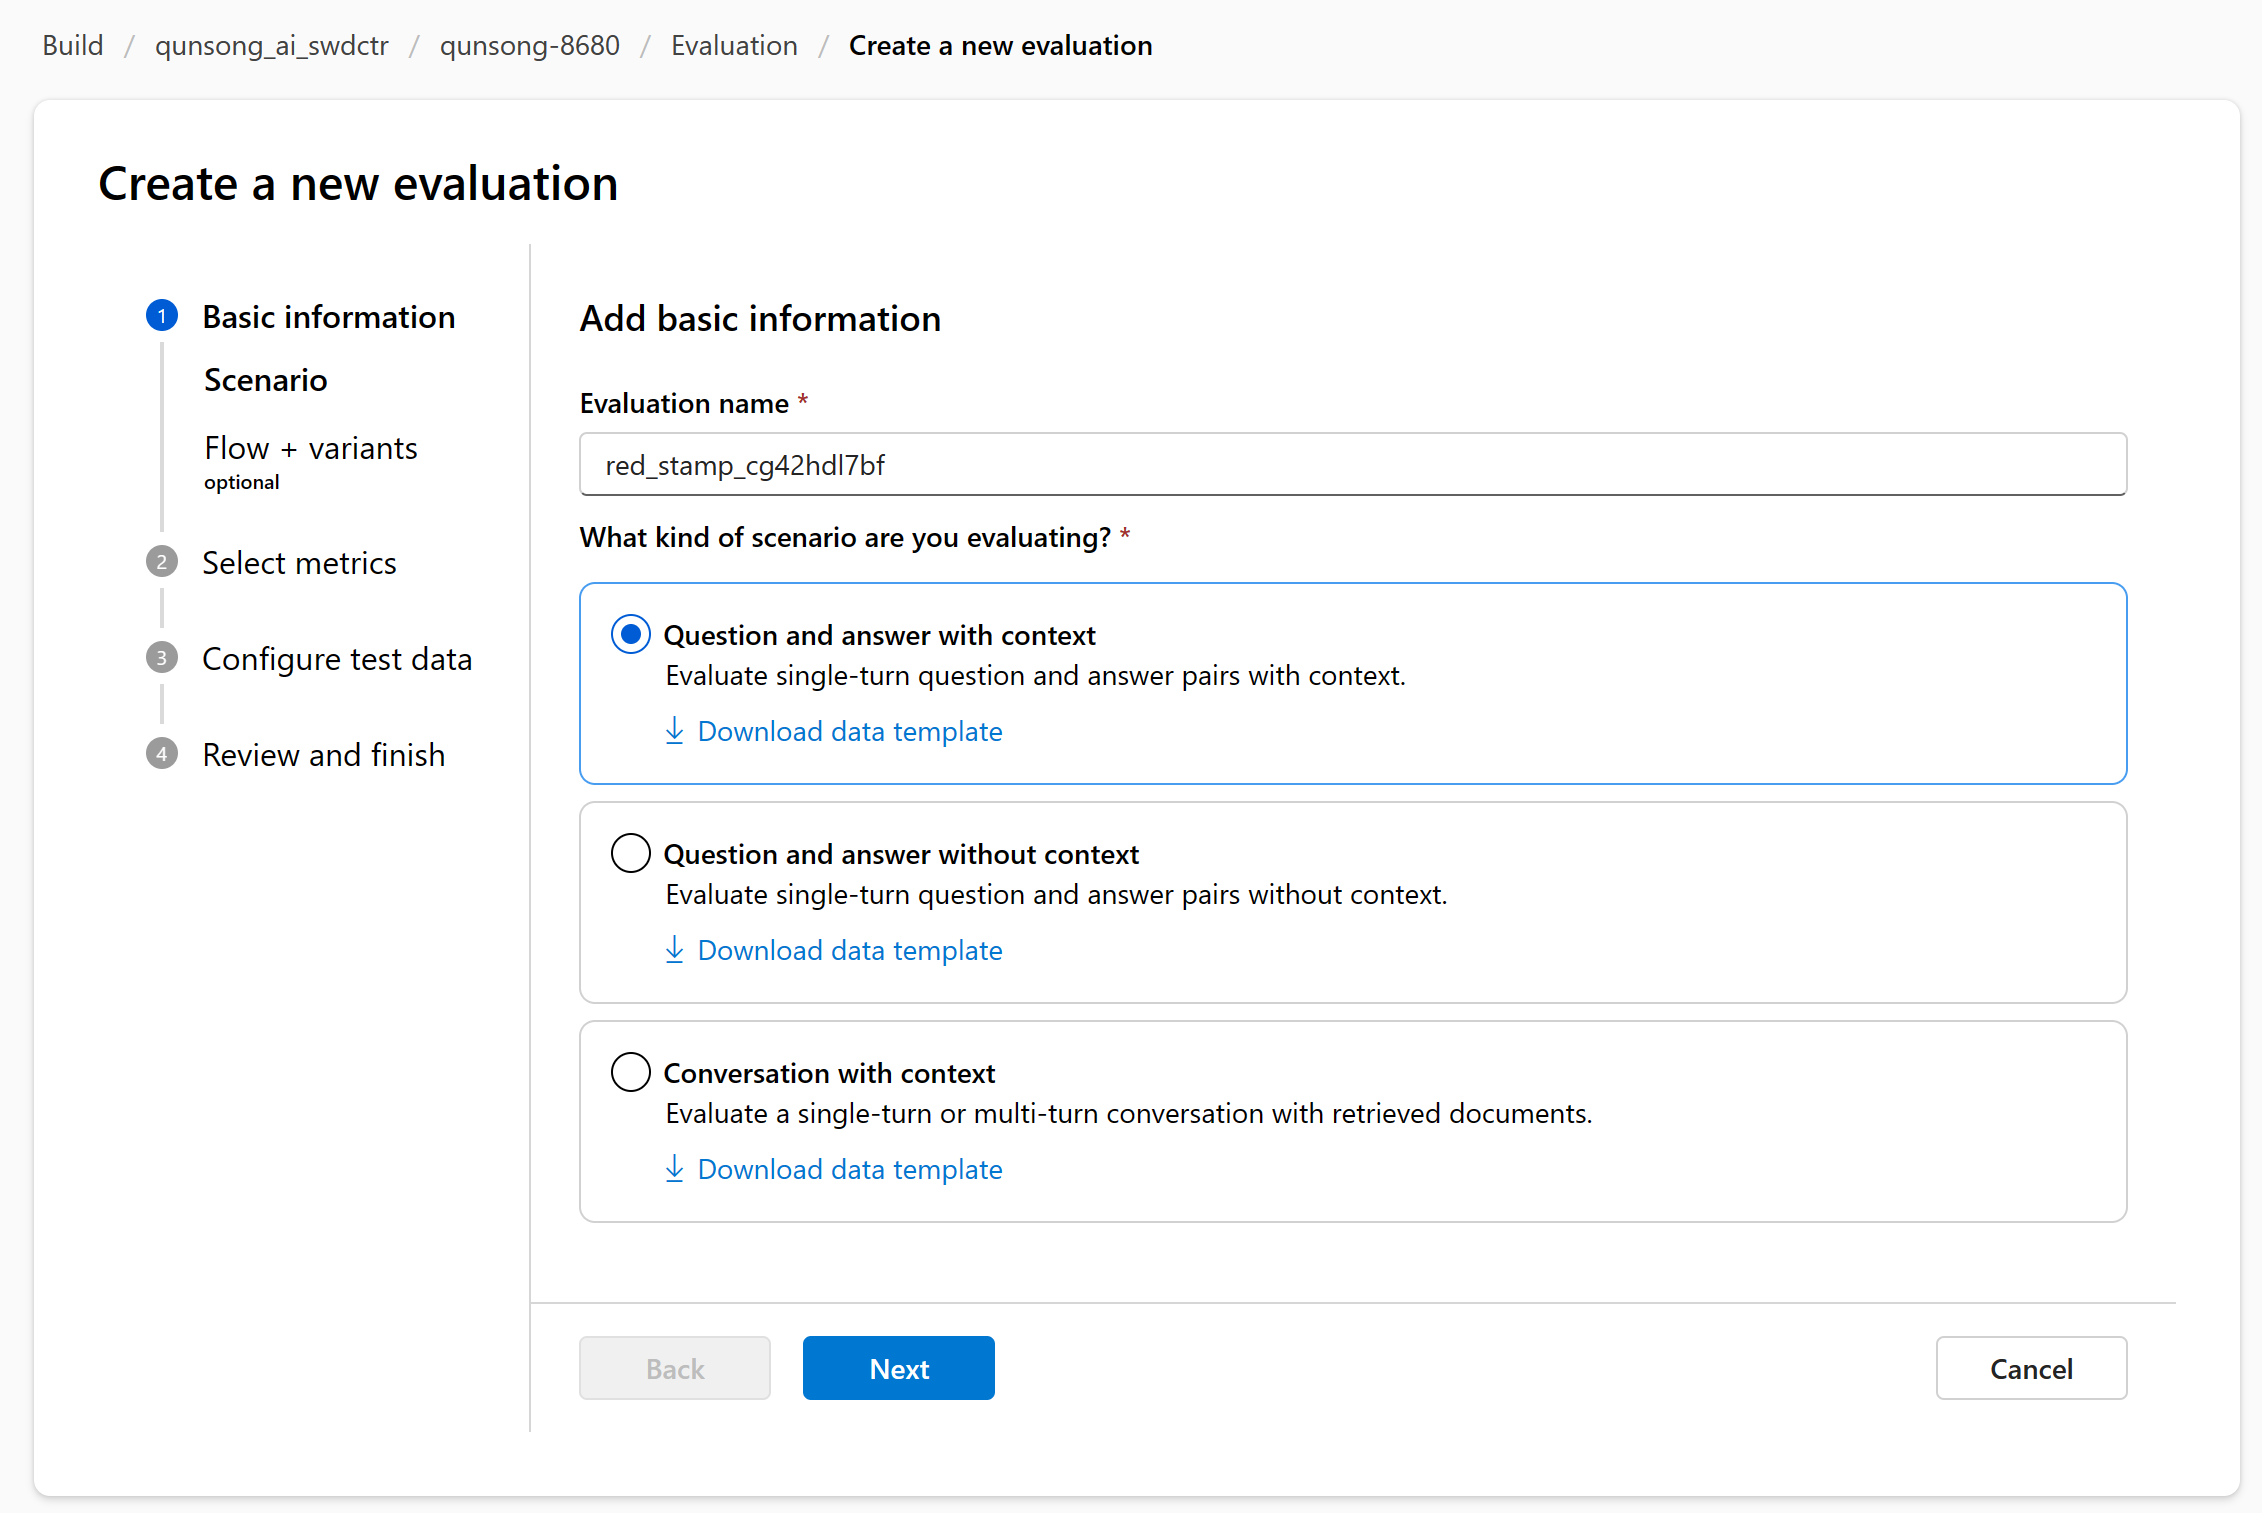 Build / qunsong_ai_swdctr / qunsong-8680 / Evaluation / Create a new evaluation
Create a new evaluation
1 Basic information
Scenario
Flow + variants
optional
2 Select metrics
3 Configure test data
4 Review and finish
Add basic information
Evaluation name *
red_stamp_cg42hdl7bf
What kind of scenario are you evaluating? *
Question and answer with context
Evaluate single-turn question and answer pairs with context.
Download data template
Question and answer without context
Evaluate single-turn question and answer pairs without context.
Download data template
Conversation with context
Evaluate a single-turn or multi-turn conversation with retrieved documents.
Download data template
Back Next Cancel